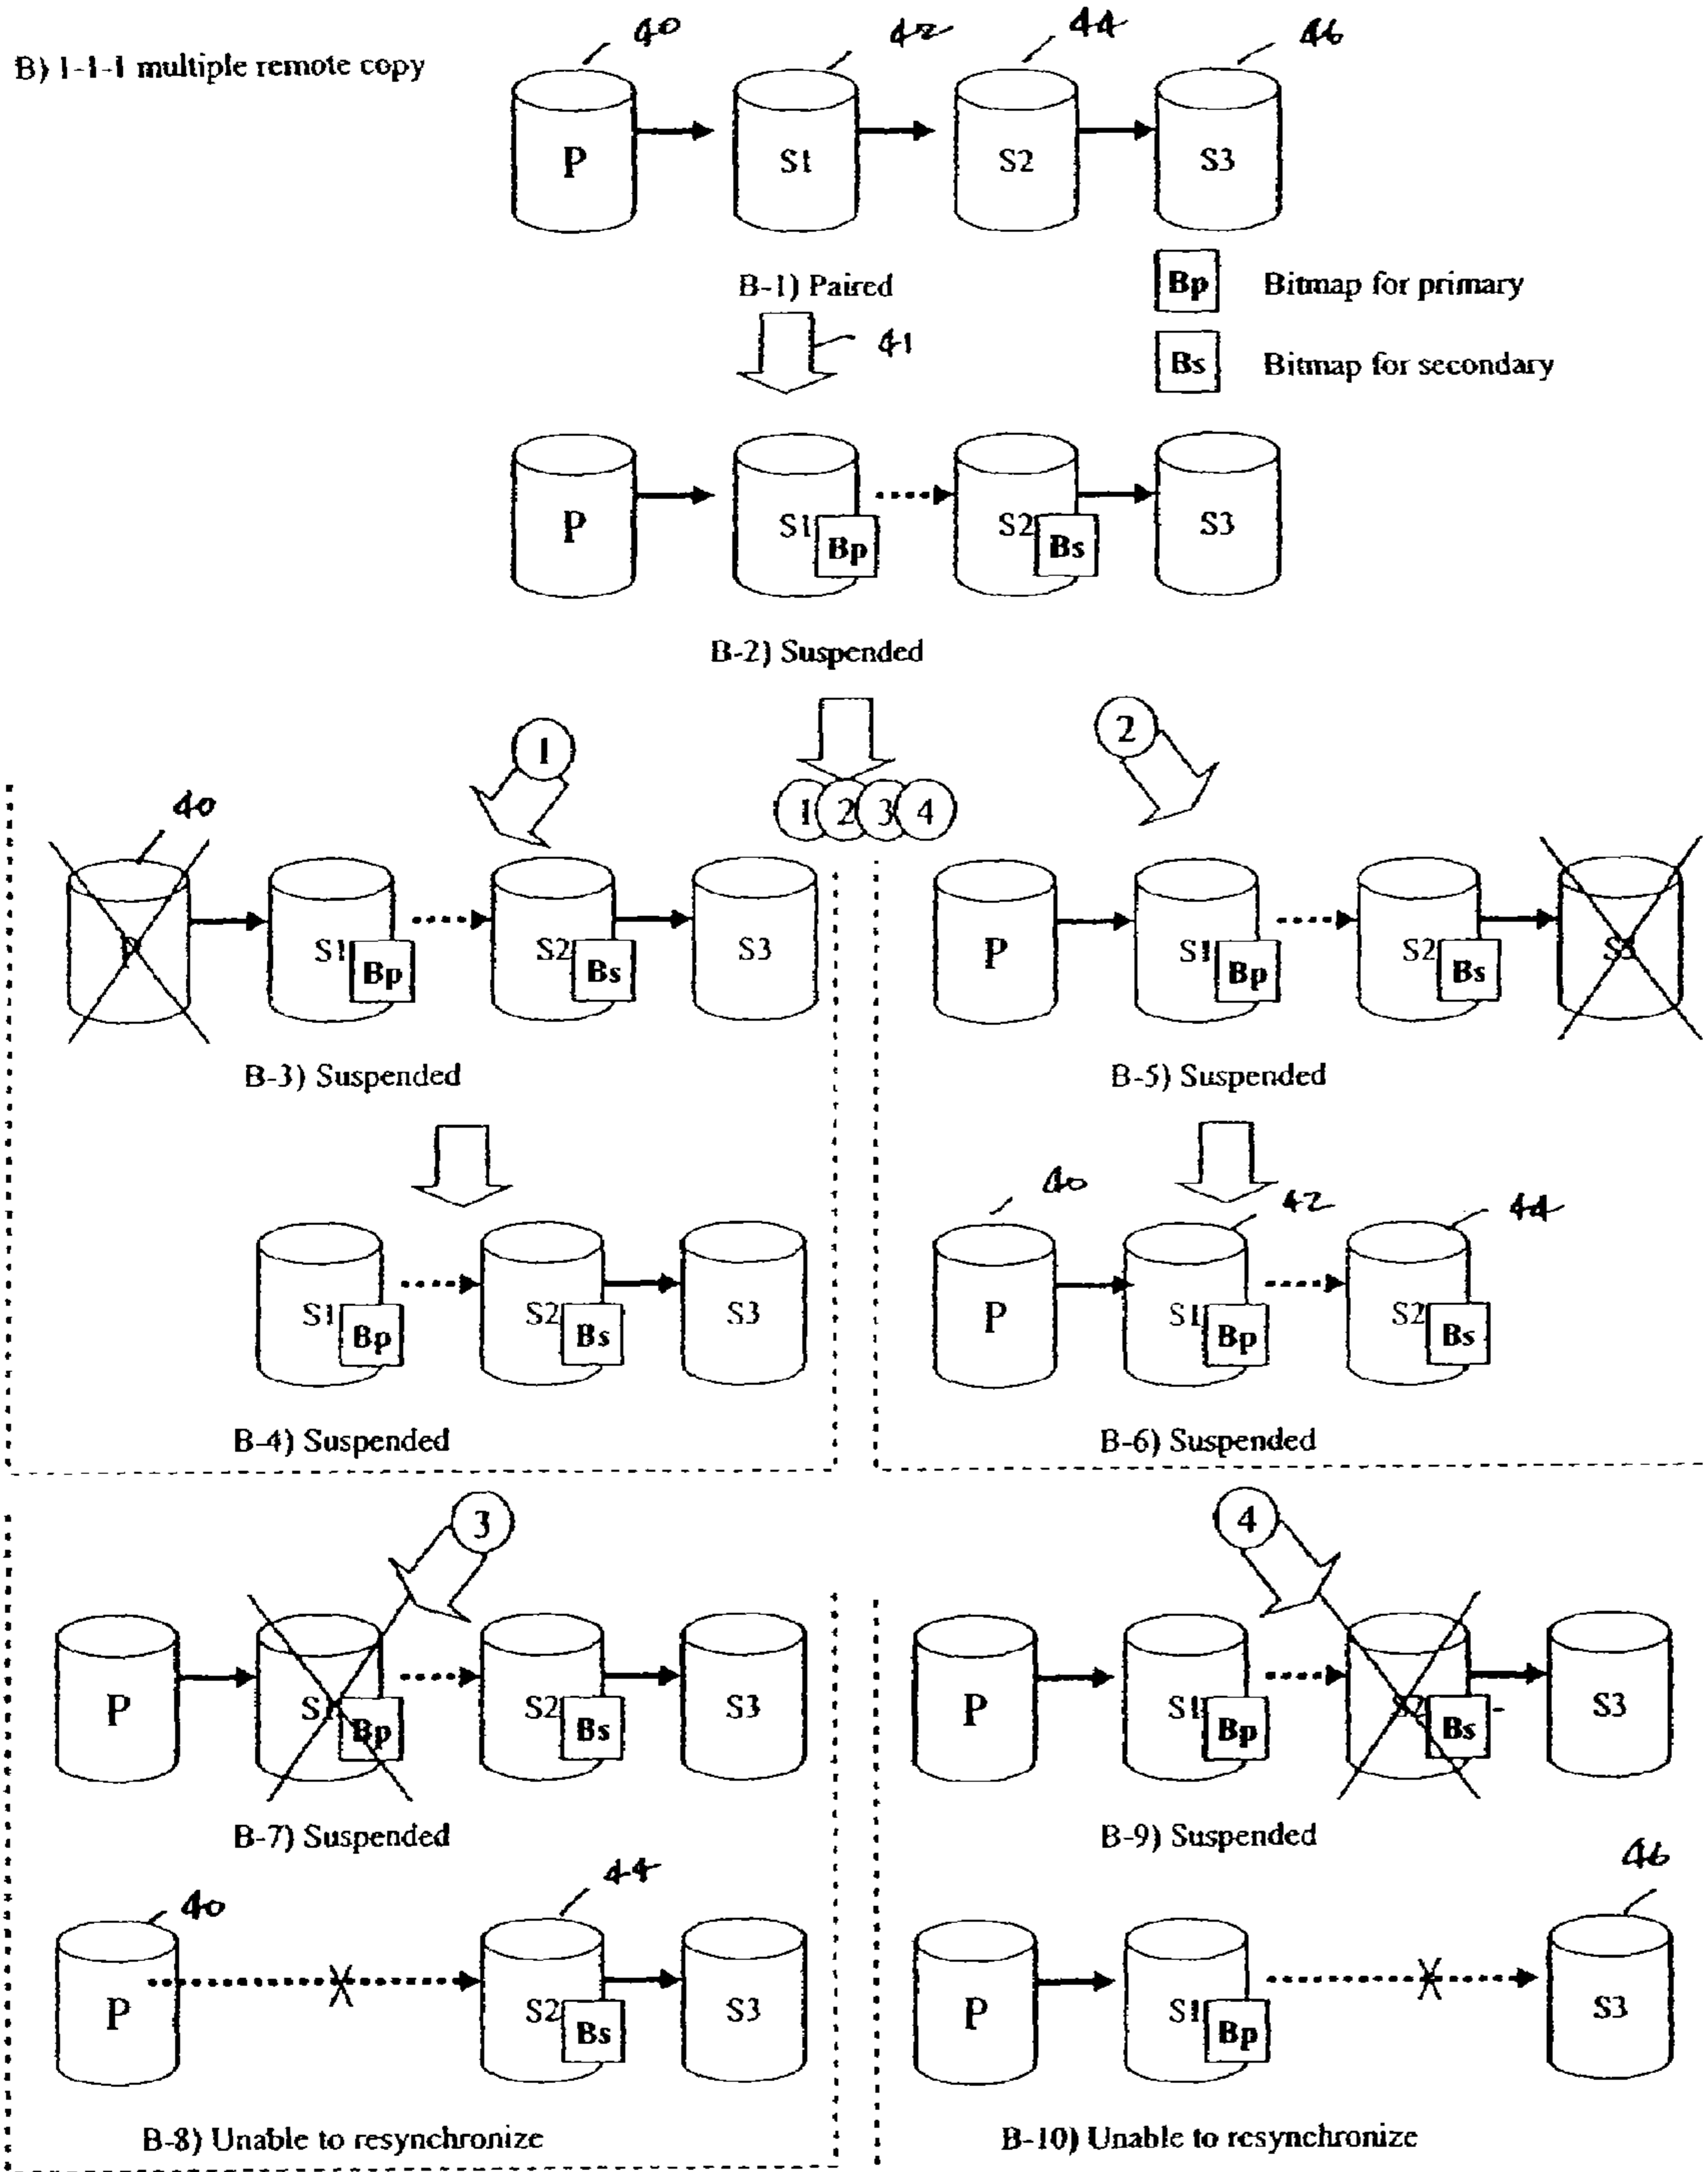 40 42 44 46
B) 1-1-1 multiple remote copy
P S1 S2 S3
B-1) Paired
Bp Bitmap for primary
41
Bs Bitmap for secondary
P S1 Bp S2 Bs S3
B-2) Suspended
1 2
1 2 3 4
40
P S1 Bp S2 Bs S3
P S1 Bp S2 Bs S3
B-3) Suspended
B-5) Suspended
40 42 44
S1 Bp S2 Bs S3
P S1 Bp S2 Bs
B-4) Suspended
B-6) Suspended
3 4
P S1 Bp S2 Bs S3
P S1 Bp S2 Bs S3
B-7) Suspended
B-9) Suspended
40 44
46
P S2 Bs S3
P S1 Bp S3
B-8) Unable to resynchronize
B-10) Unable to resynchronize